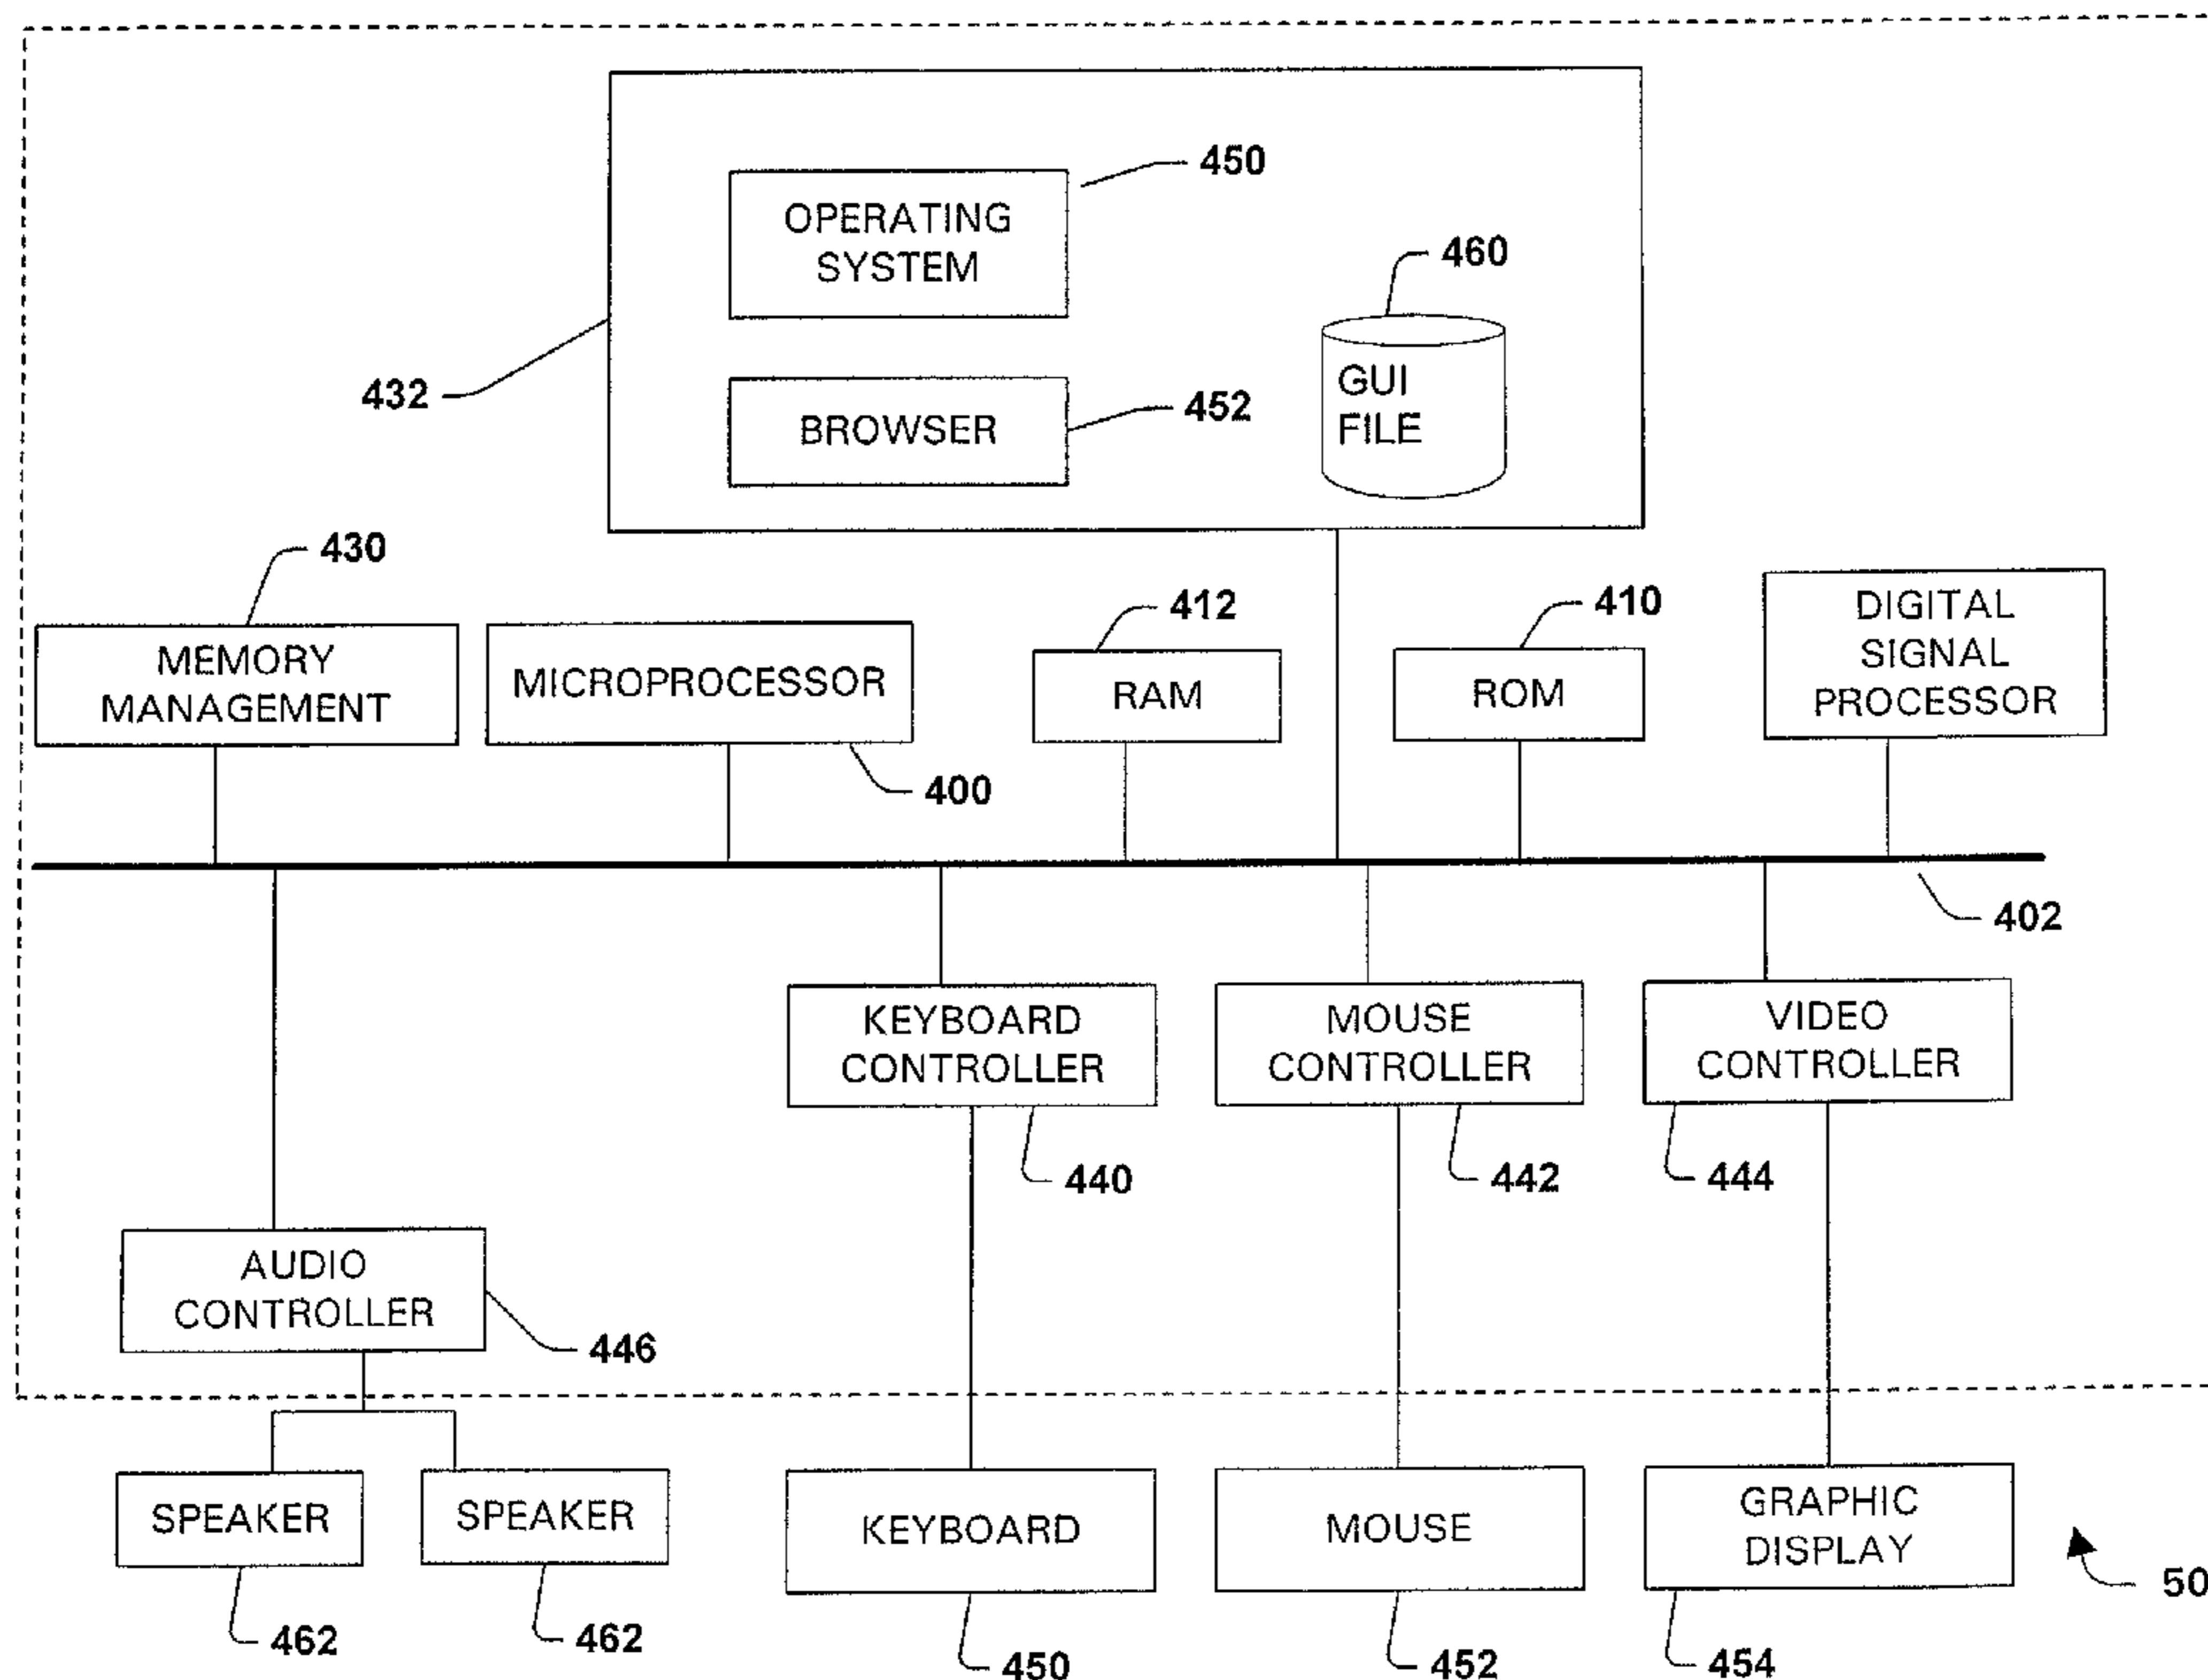 450
OPERATING
SYSTEM
460
GUI
FILE
432
452
BROWSER
430
412
410
DIGITAL
SIGNAL
PROCESSOR
MEMORY
MANAGEMENT
MICROPROCESSOR
RAM
ROM
400
402
KEYBOARD
CONTROLLER
MOUSE
CONTROLLER
VIDEO
CONTROLLER
440
442
444
AUDIO
CONTROLLER
446
SPEAKER
SPEAKER
KEYBOARD
MOUSE
GRAPHIC
DISPLAY
50
462
462
450
452
454